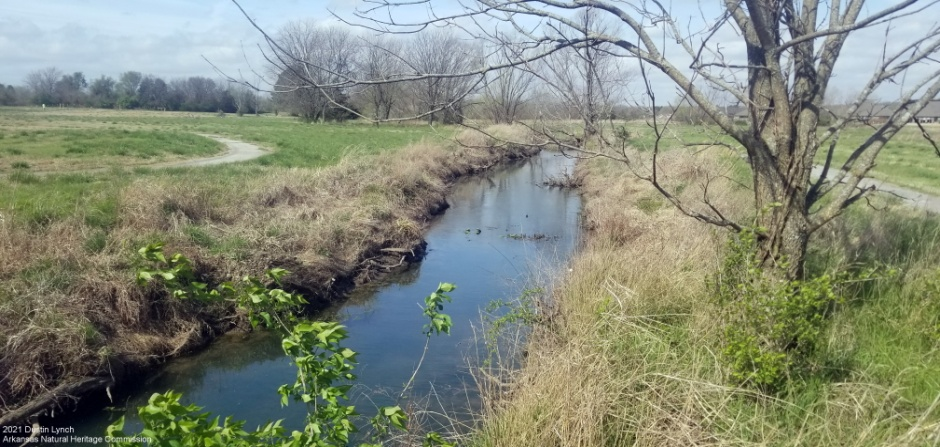 2021 Dustin Lynch
Arkansas Natural Heritage Commission